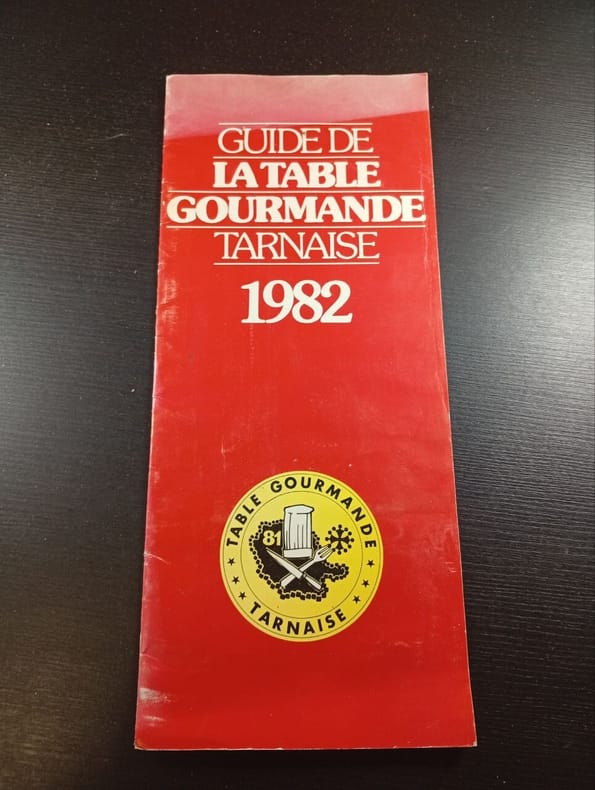 GUIDE DE
LA TABLE
GOURMANDE
TARNAISE
1982
TABLE GOURMANDE
81
TARNAISE